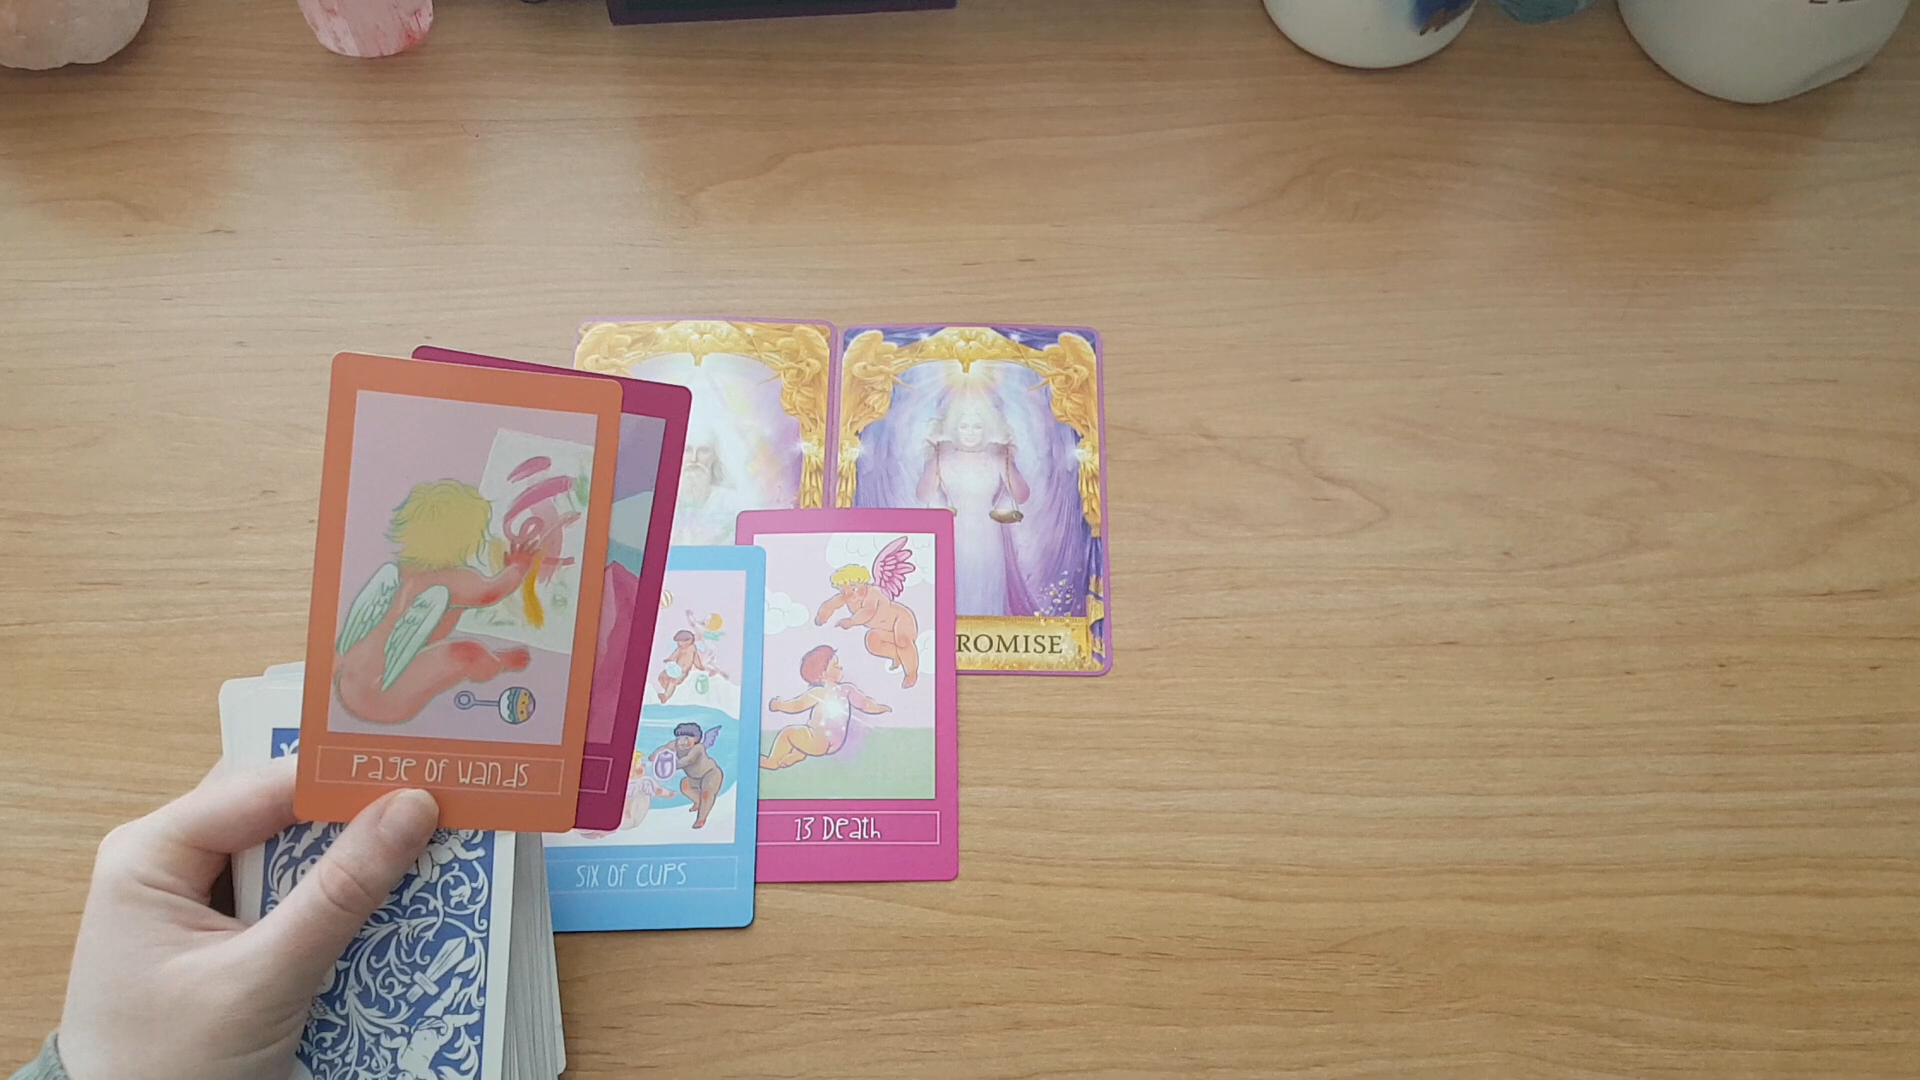 ROMISE
Page of Wands
SIX OF CUPS
13 Death